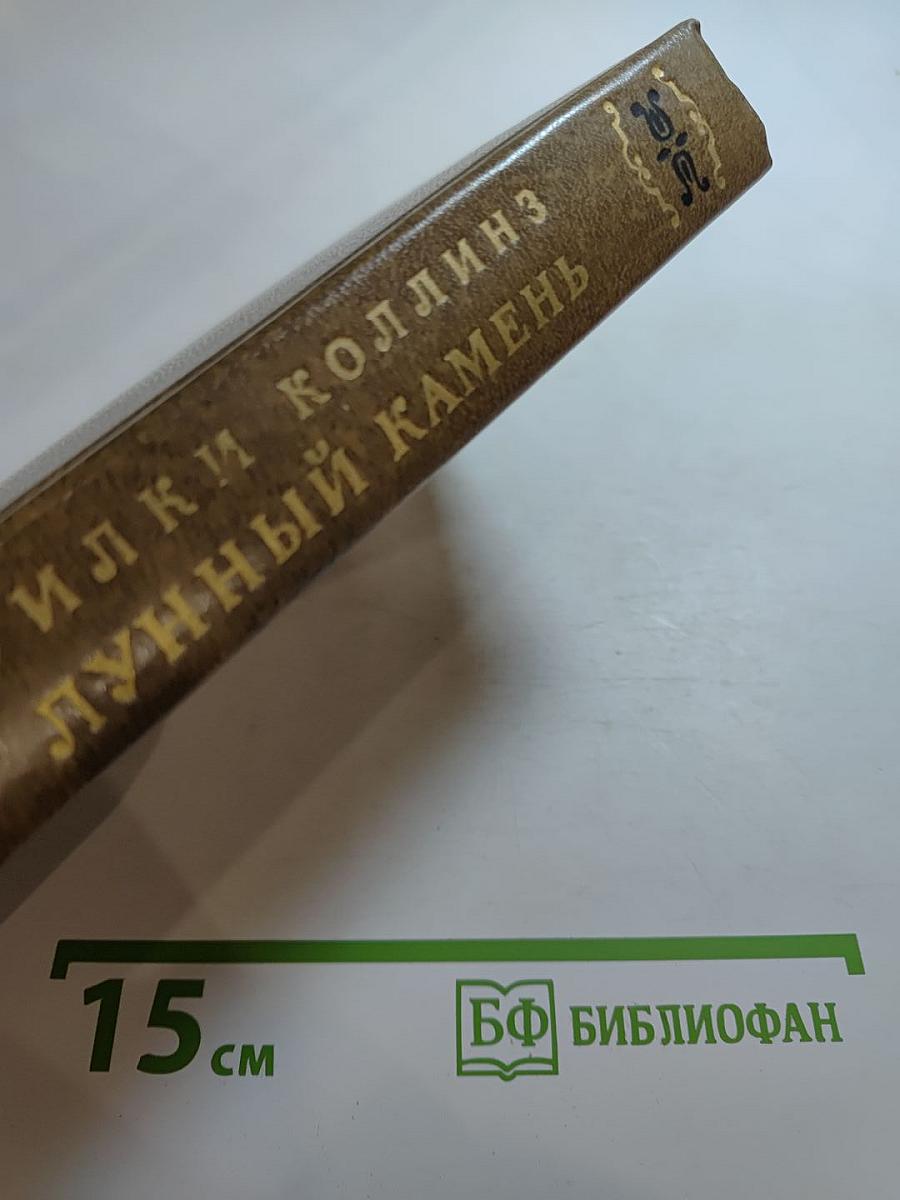 ИЛКИ КОЛЛИНЗ
ЛУННЫЙ КАМЕНЬ
15 см
БФ БИБЛИОФАН